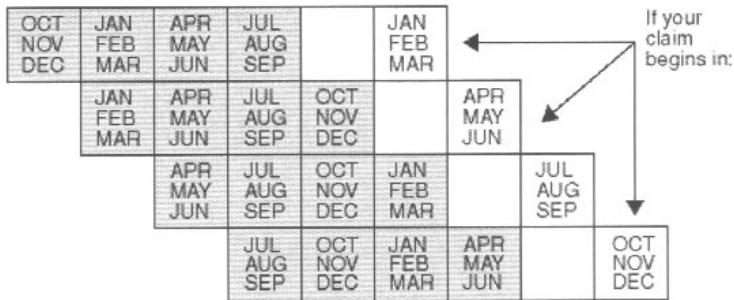 OCT JAN APR JUL JAN
NOV FEB MAY AUG FEB
DEC MAR JUN SEP MAR
If your
claim
begins in:
JAN APR JUL OCT APR
FEB MAY AUG NOV MAY
MAR JUN SEP DEC JUN
APR JUL OCT JAN JUL
MAY AUG NOV FEB AUG
JUN SEP DEC MAR SEP
JUL OCT JAN APR OCT
AUG NOV FEB MAY NOV
SEP DEC MAR JUN DEC